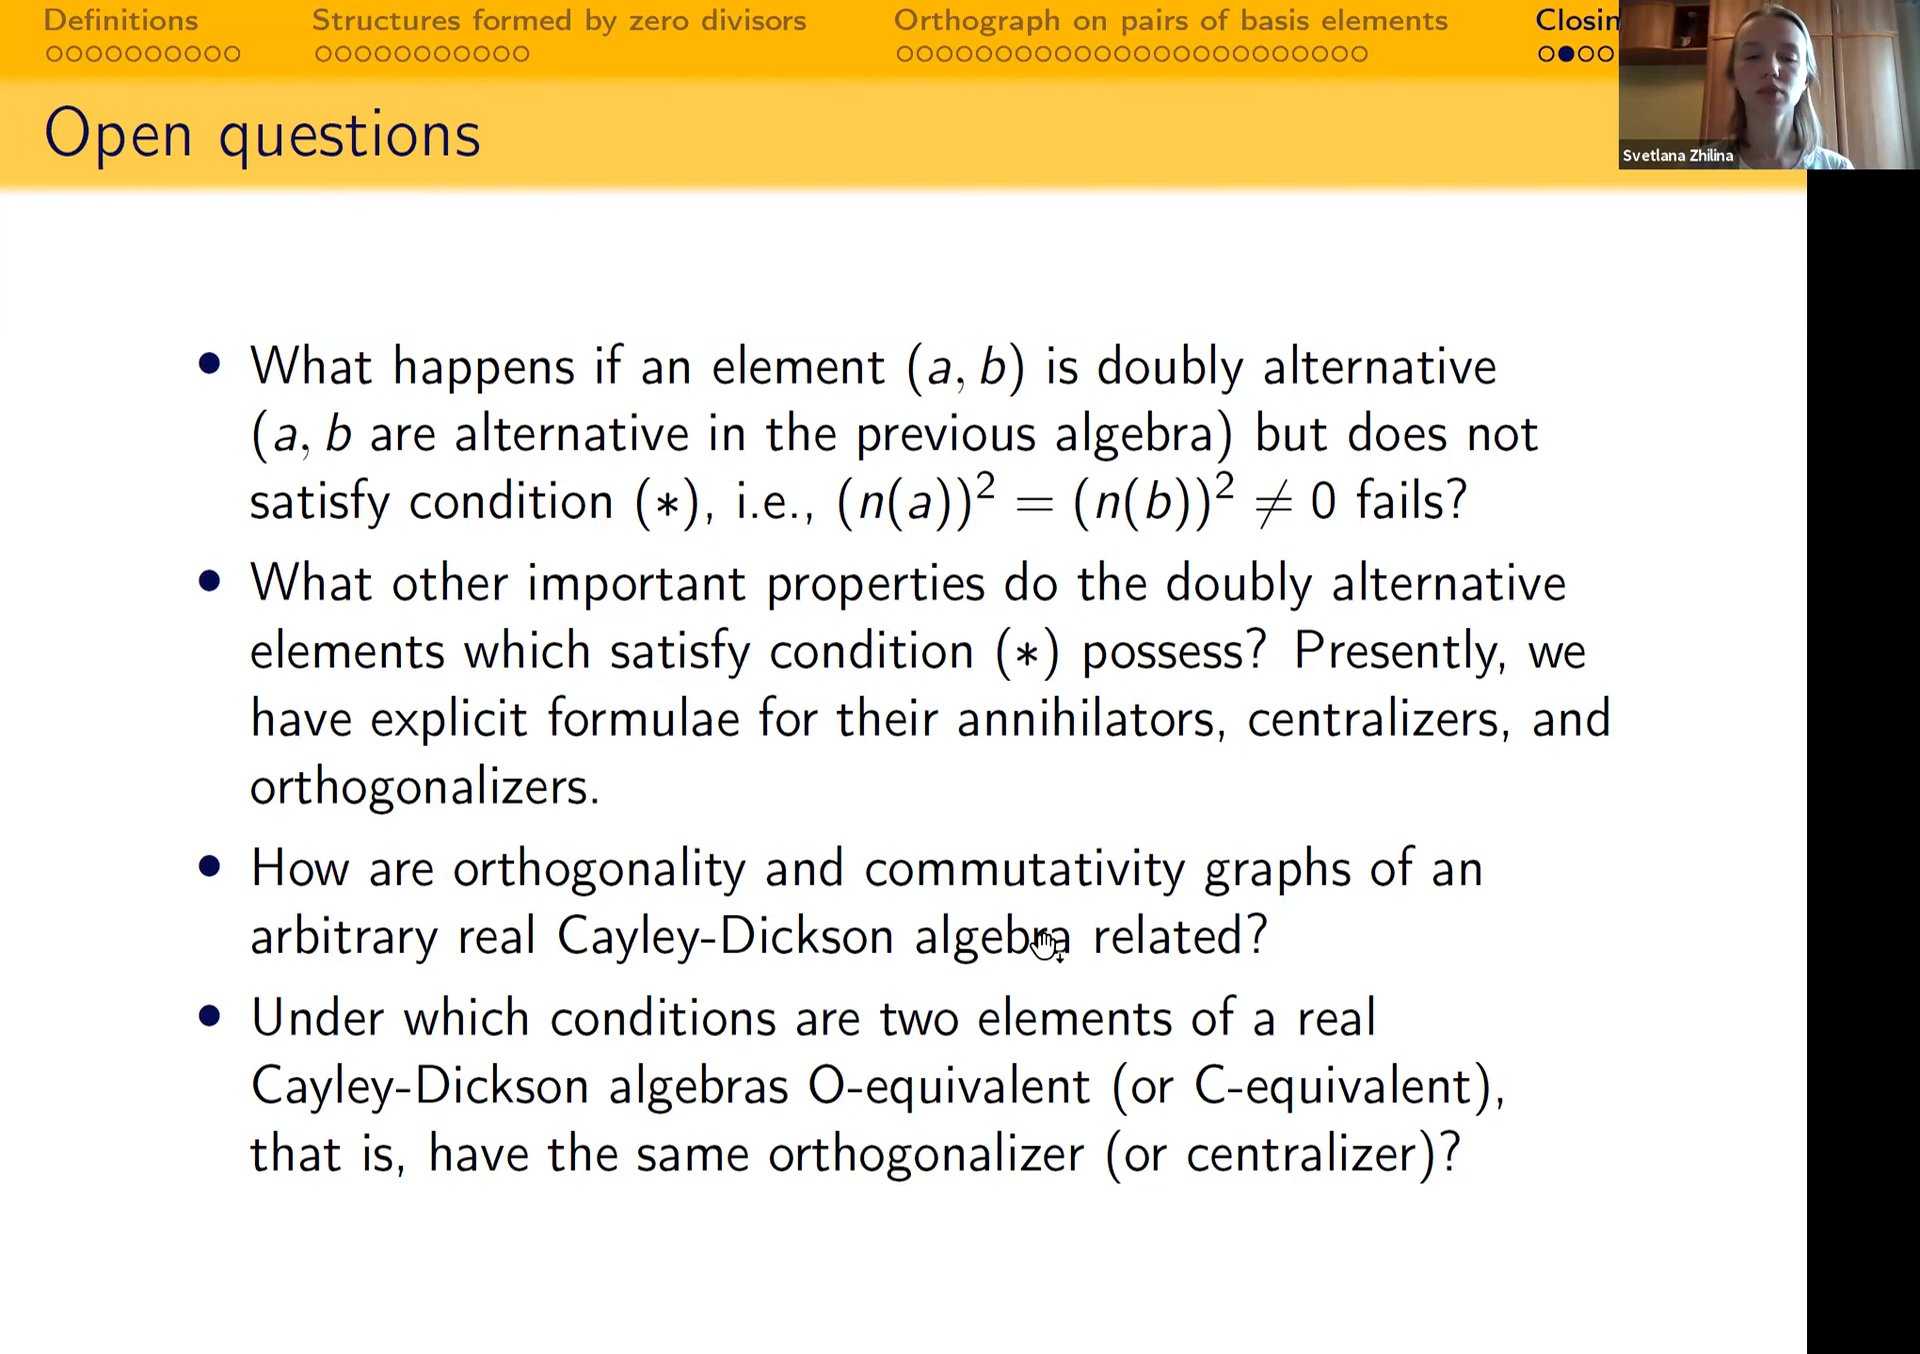 Definitions Structures formed by zero divisors Orthograph on pairs of basis elements Closin
Svetlana Zhilina
Open questions
• What happens if an element (a, b) is doubly alternative
(a, b are alternative in the previous algebra) but does not
satisfy condition (∗), i.e., (n(a))² = (n(b))² ≠ 0 fails?
• What other important properties do the doubly alternative
elements which satisfy condition (∗) possess? Presently, we
have explicit formulae for their annihilators, centralizers, and
orthogonalizers.
• How are orthogonality and commutativity graphs of an
arbitrary real Cayley-Dickson algebra related?
• Under which conditions are two elements of a real
Cayley-Dickson algebras O-equivalent (or C-equivalent),
that is, have the same orthogonalizer (or centralizer)?